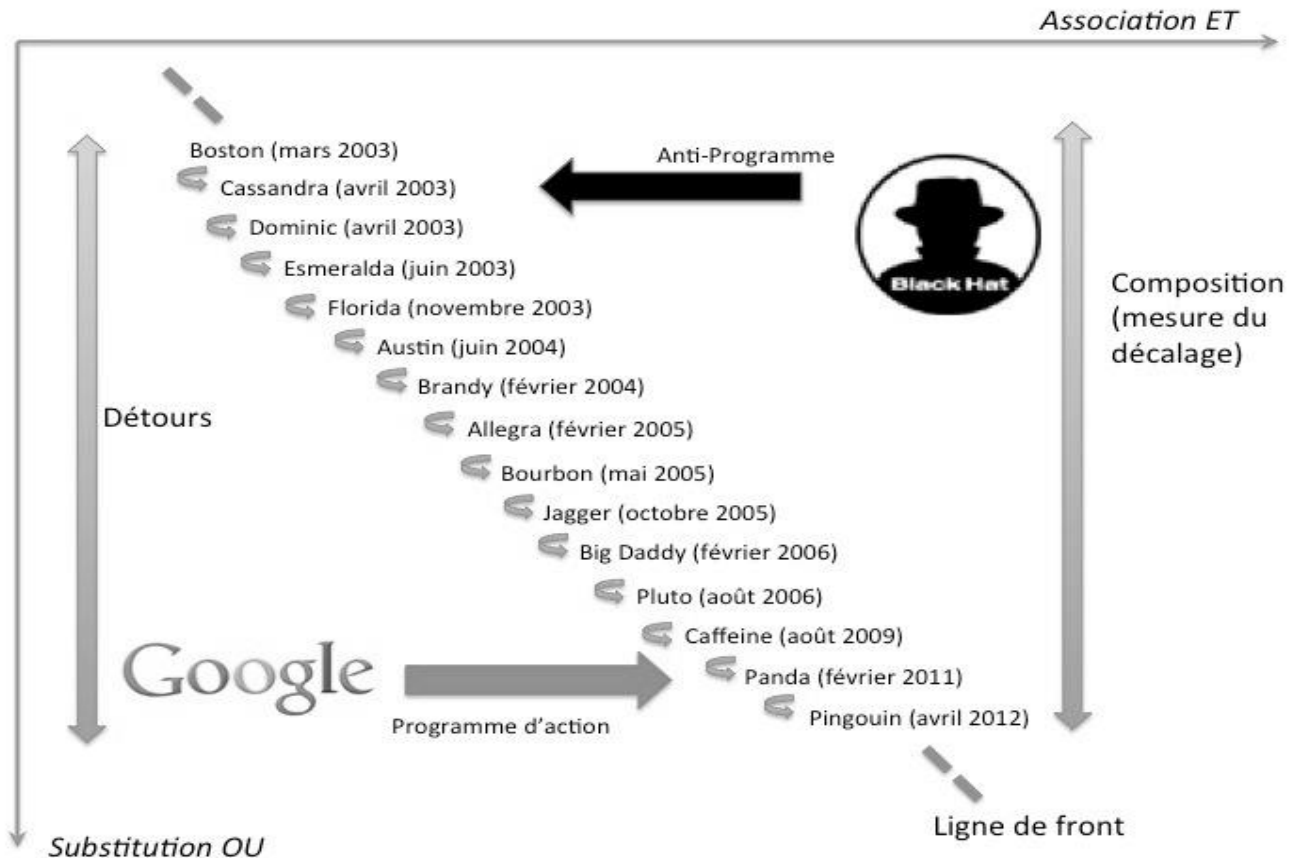 Association ET
Boston (mars 2003)
Anti-Programme
Cassandra (avril 2003)
Dominic (avril 2003)
Esmeralda (juin 2003)
Black Hat
Florida (novembre 2003)
Composition
(mesure du
décalage)
Austin (juin 2004)
Brandy (février 2004)
Détours
Allegra (février 2005)
Bourbon (mai 2005)
Jagger (octobre 2005)
Big Daddy (février 2006)
Pluto (août 2006)
Caffeine (août 2009)
Google
Panda (février 2011)
Programme d’action
Pingouin (avril 2012)
Ligne de front
Substitution OU